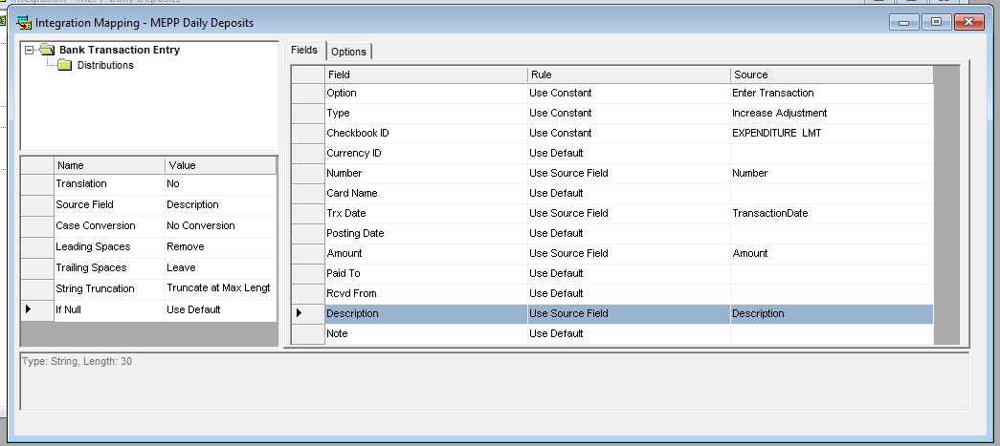 Integration Mapping - MEPP Daily Deposits
Bank Transaction Entry
Distributions
Name Value
Translation No
Source Field Description
Case Conversion No Conversion
Leading Spaces Remove
Trailing Spaces Leave
String Truncation Truncate at Max Lengt
If Null Use Default
Fields Options
Field Rule Source
Option Use Constant Enter Transaction
Type Use Constant Increase Adjustment
Checkbook ID Use Constant EXPENDITURE LMT
Currency ID Use Default
Number Use Source Field Number
Card Name Use Default
Trx Date Use Source Field TransactionDate
Posting Date Use Default
Amount Use Source Field Amount
Paid To Use Default
Rcvd From Use Default
Description Use Source Field Description
Note Use Default
Type: String, Length: 30